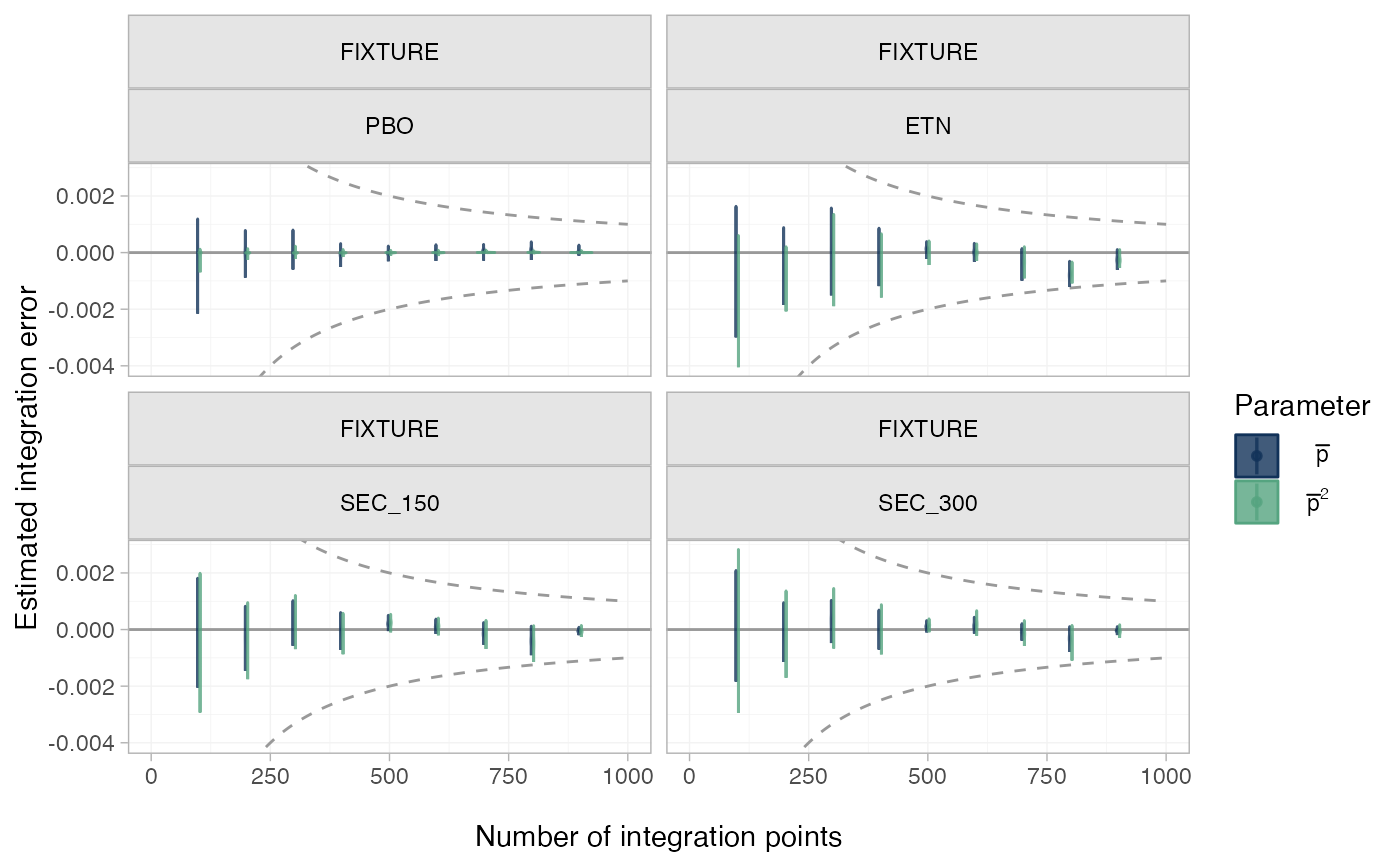 FIXTURE
FIXTURE
PBO
ETN
0.002
0.000
-0.002
-0.004
FIXTURE
FIXTURE
SEC_150
SEC_300
0.002
0.000
-0.002
-0.004
0 250 500 750 1000
0 250 500 750 1000
Number of integration points
Estimated integration error
Parameter
p̅
p̅²